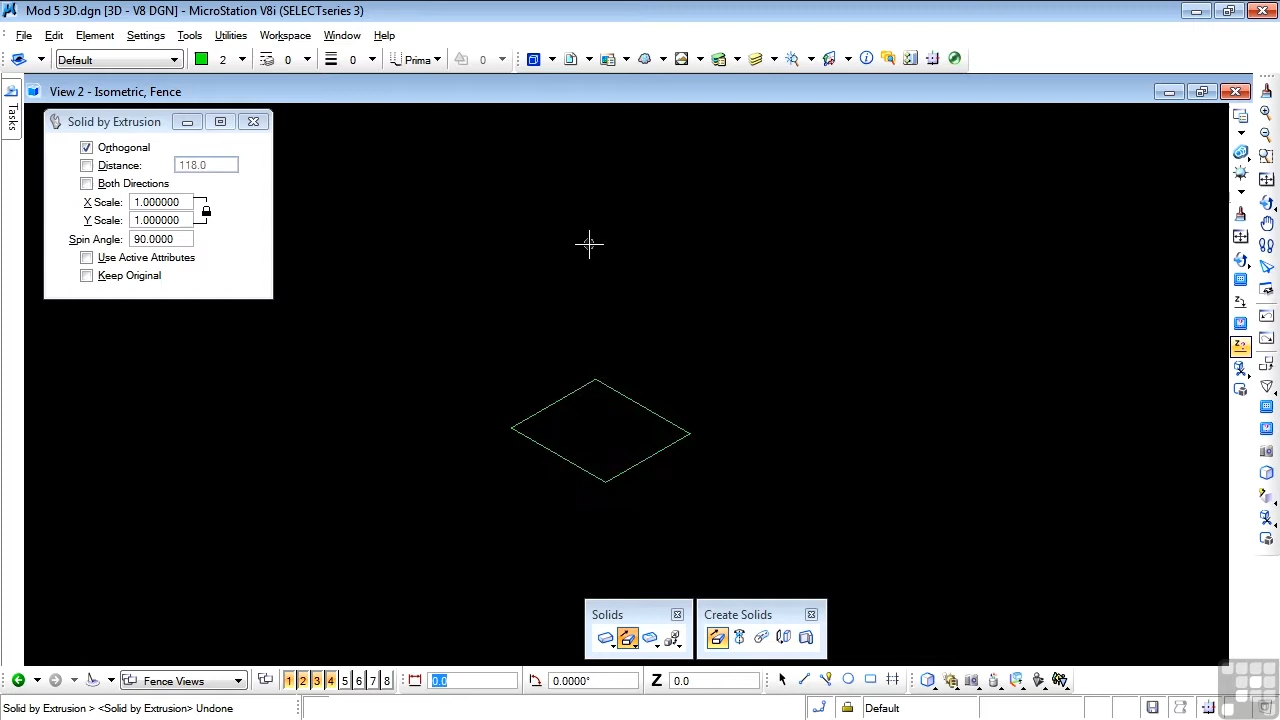 Mod 5 3D.dgn [3D - V8 DGN] - MicroStation V8i (SELECTseries 3)
File Edit Element Settings Tools Utilities Workspace Window Help
Default 2 0 0 Prima 0
View 2 - Isometric, Fence
Tasks
Solid by Extrusion
Orthogonal
Distance: 118.0
Both Directions
X Scale: 1.000000
Y Scale: 1.000000
Spin Angle: 90.0000
Use Active Attributes
Keep Original
Solids Create Solids
Fence Views 1 2 3 4 5 6 7 8 0.0 0.0000° Z 0.0
Solid by Extrusion > <Solid by Extrusion> Undone Default